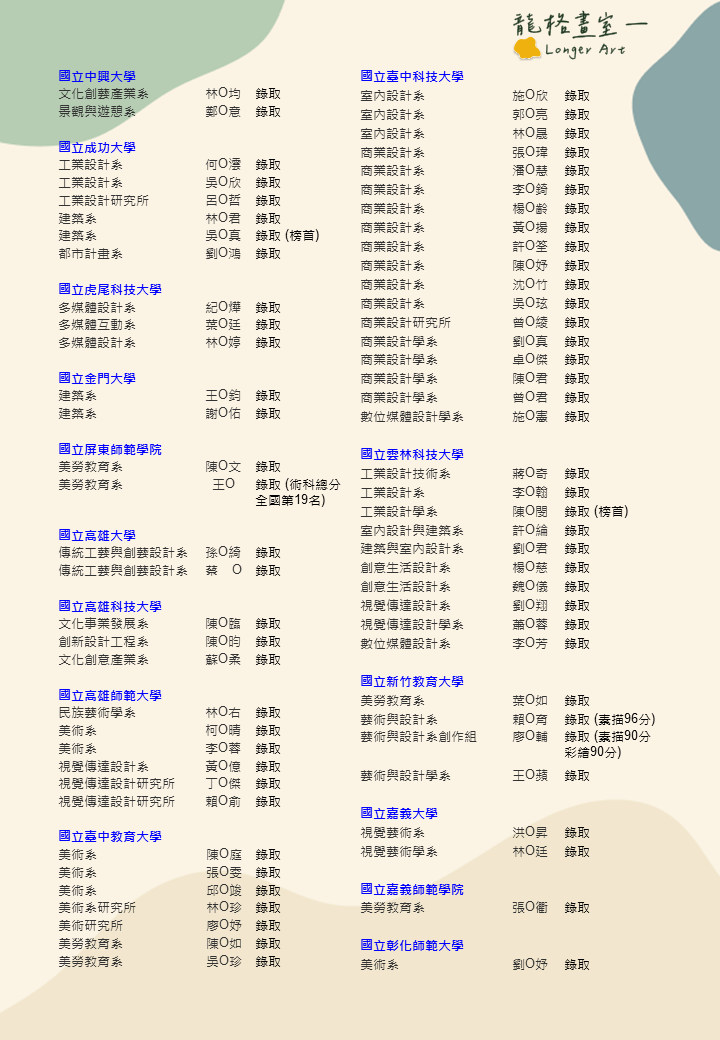 龍格畫室
Longer Art
國立中興大學
文化創藝產業系 林O均 錄取
景觀與遊憩系 鄭O意 錄取
國立成功大學
工業設計系 何O澐 錄取
工業設計系 吳O欣 錄取
工業設計研究所 呂O哲 錄取
建築系 林O君 錄取
建築系 吳O真 錄取 (榜首)
都市計畫系 劉O鴻 錄取
國立虎尾科技大學
多媒體設計系 紀O燁 錄取
多媒體互動系 葉O廷 錄取
多媒體設計系 林O婷 錄取
國立金門大學
建築系 王O鈞 錄取
建築系 謝O佑 錄取
國立屏東師範學院
美勞教育系 陳O文 錄取
美勞教育系 王O 錄取 (術科總分
全國第19名)
國立高雄大學
傳統工藝與創藝設計系 孫O綺 錄取
傳統工藝與創藝設計系 蔡 O 錄取
國立高雄科技大學
文化事業發展系 陳O臨 錄取
創新設計工程系 陳O昀 錄取
文化創意產業系 蘇O柔 錄取
國立高雄師範大學
民族藝術學系 林O右 錄取
美術系 柯O晴 錄取
美術系 李O蓉 錄取
視覺傳達設計系 黃O億 錄取
視覺傳達設計研究所 丁O傑 錄取
視覺傳達設計研究所 賴O俞 錄取
國立臺中教育大學
美術系 陳O庭 錄取
美術系 張O雯 錄取
美術系 邱O竣 錄取
美術系研究所 林O珍 錄取
美術研究所 廖O妤 錄取
美勞教育系 陳O如 錄取
美勞教育系 吳O珍 錄取
國立臺中科技大學
室內設計系 施O欣 錄取
室內設計系 郭O亮 錄取
室內設計系 林O晟 錄取
商業設計系 張O瑋 錄取
商業設計系 潘O慧 錄取
商業設計系 李O錡 錄取
商業設計系 楊O齡 錄取
商業設計系 黃O揚 錄取
商業設計系 許O筌 錄取
商業設計系 陳O妤 錄取
商業設計系 沈O竹 錄取
商業設計系 吳O玹 錄取
商業設計研究所 曾O綾 錄取
商業設計學系 劉O真 錄取
商業設計學系 卓O傑 錄取
商業設計學系 陳O君 錄取
商業設計學系 曾O君 錄取
數位媒體設計學系 施O憲 錄取
國立雲林科技大學
工業設計技術系 蔣O奇 錄取
工業設計系 李O翰 錄取
工業設計學系 陳O閔 錄取 (榜首)
室內設計與建築系 許O綸 錄取
建築與室內設計系 劉O君 錄取
創意生活設計系 楊O慈 錄取
創意生活設計系 魏O儀 錄取
視覺傳達設計系 劉O翔 錄取
視覺傳達設計學系 蕭O蓉 錄取
數位媒體設計系 李O芳 錄取
國立新竹教育大學
美勞教育系 葉O如 錄取
藝術與設計系 賴O育 錄取 (素描96分)
藝術與設計系創作組 廖O輔 錄取 (素描90分
彩繪90分)
藝術與設計學系 王O蘋 錄取
國立嘉義大學
視覺藝術系 洪O昇 錄取
視覺藝術學系 林O廷 錄取
國立嘉義師範學院
美勞教育系 張O衢 錄取
國立彰化師範大學
美術系 劉O妤 錄取